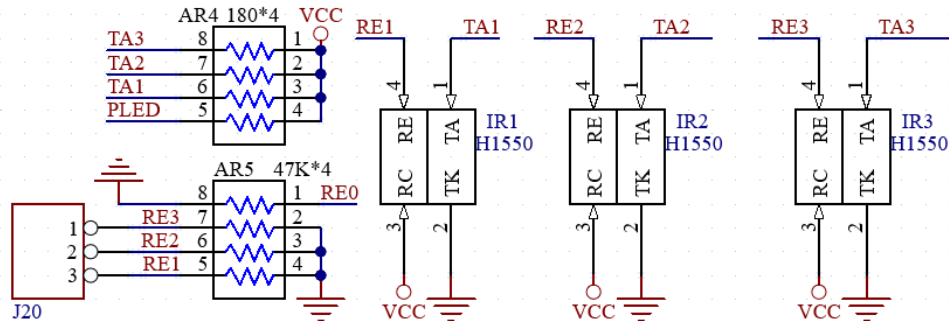 AR4 180*4 VCC
TA3 8 1
TA2 7 2
TA1 6 3
PLED 5 4
AR5 47K*4
8 1 RE0
1 RE3 7 2
2 RE2 6 3
3 RE1 5 4
J20
RE1 TA1
4 1
RE TA
RC TK
IR1
H1550
3 2
VCC
RE2 TA2
4 1
RE TA
RC TK
IR2
H1550
3 2
VCC
RE3 TA3
4 1
RE TA
RC TK
IR3
H1550
3 2
VCC